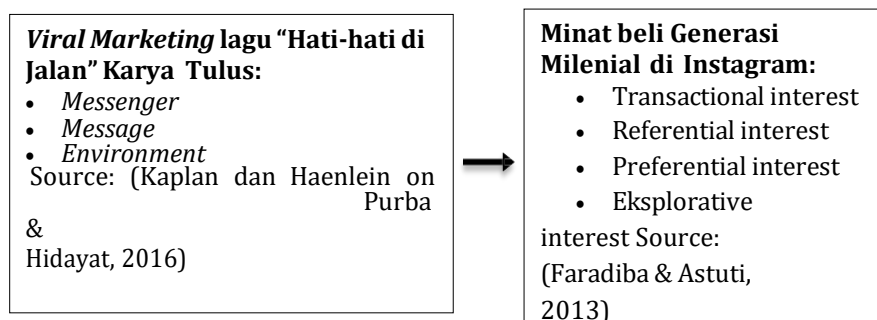 Viral Marketing lagu “Hati-hati di
Jalan” Karya Tulus:
• Messenger
• Message
• Environment
Source: (Kaplan dan Haenlein on
Purba
&
Hidayat, 2016)
Minat beli Generasi
Milenial di Instagram:
• Transactional interest
• Referential interest
• Preferential interest
• Eksplorative
interest Source:
(Faradiba & Astuti,
2013)